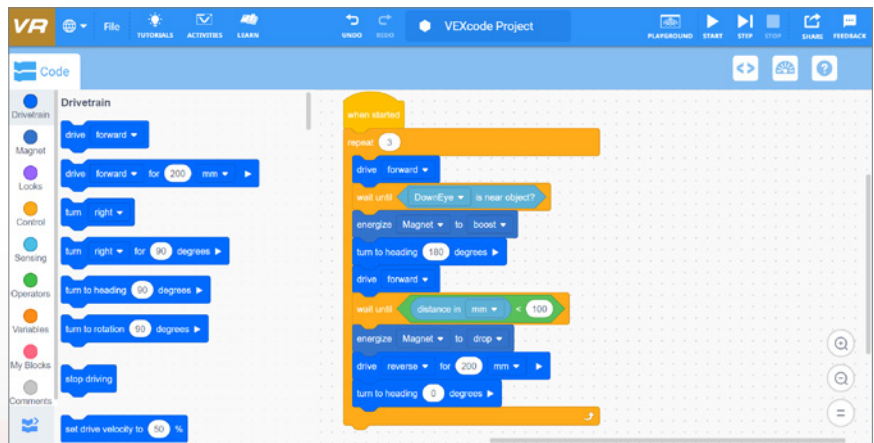 VR File TUTORIALS ACTIVITIES LEARN UNDO REDO VEXcode Project PLAYGROUND START STEP STOP SHARE FEEDBACK
Code
Drivetrain
Magnet
Looks
Control
Sensing
Operators
Variables
My Blocks
Comments
Drivetrain
drive forward
drive forward for 200 mm
turn right
turn right for 90 degrees
turn to heading 90 degrees
turn to rotation 90 degrees
stop driving
set drive velocity to 50 %
when started
repeat 3
drive forward
wait until DownEye is near object?
energize Magnet to boost
turn to heading 180 degrees
drive forward
wait until distance in mm < 100
energize Magnet to drop
drive reverse for 200 mm
turn to heading 0 degrees